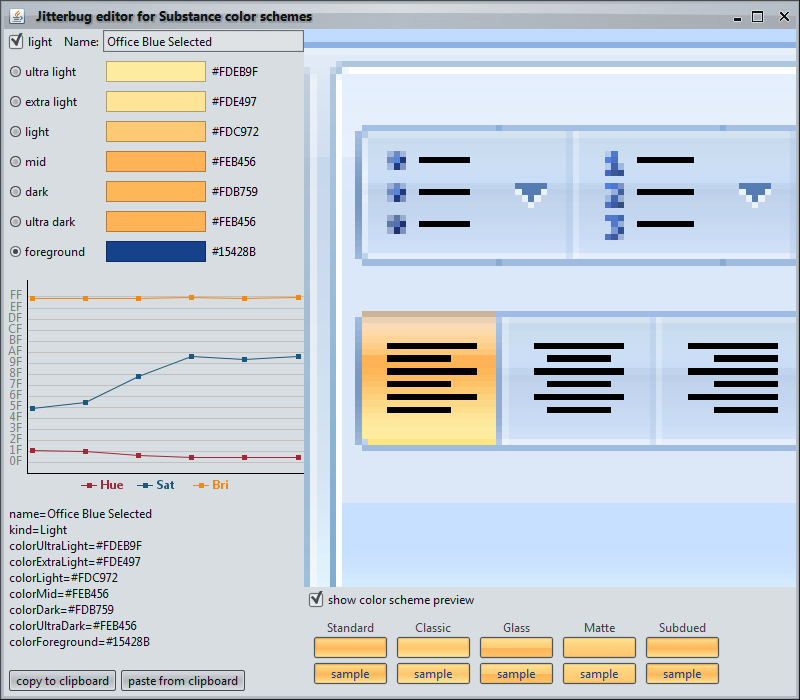 Jitterbug editor for Substance color schemes
light Name: Office Blue Selected
ultra light #FDEB9F
extra light #FDE497
light #FDC972
mid #FEB456
dark #FDB759
ultra dark #FEB456
foreground #15428B
FF
EF
DF
CF
BF
AF
9F
8F
7F
6F
5F
4F
3F
2F
1F
0F
Hue Sat Bri
name=Office Blue Selected
kind=Light
colorUltraLight=#FDEB9F
colorExtraLight=#FDE497
colorLight=#FDC972
colorMid=#FEB456
colorDark=#FDB759
colorUltraDark=#FEB456
colorForeground=#15428B
copy to clipboard paste from clipboard
show color scheme preview
Standard Classic Glass Matte Subdued
sample sample sample sample sample